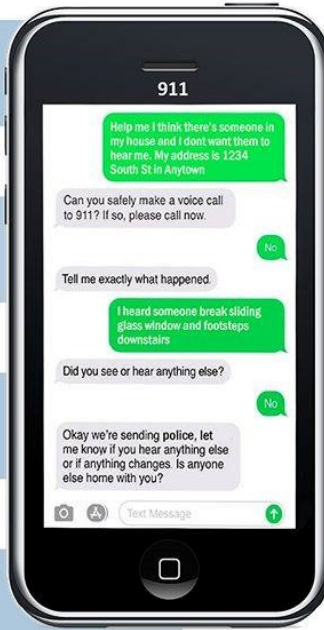 911
Help me I think there's someone in
my house and I dont want them to
hear me. My address is 1234
South St in Anytown
Can you safely make a voice call
to 911? If so, please call now.
No
Tell me exactly what happened.
I heard someone break sliding
glass window and footsteps
downstairs
Did you see or hear anything else?
No
Okay we're sending police, let
me know if you hear anything else
or if anything changes. Is anyone
else home with you?
Text Message